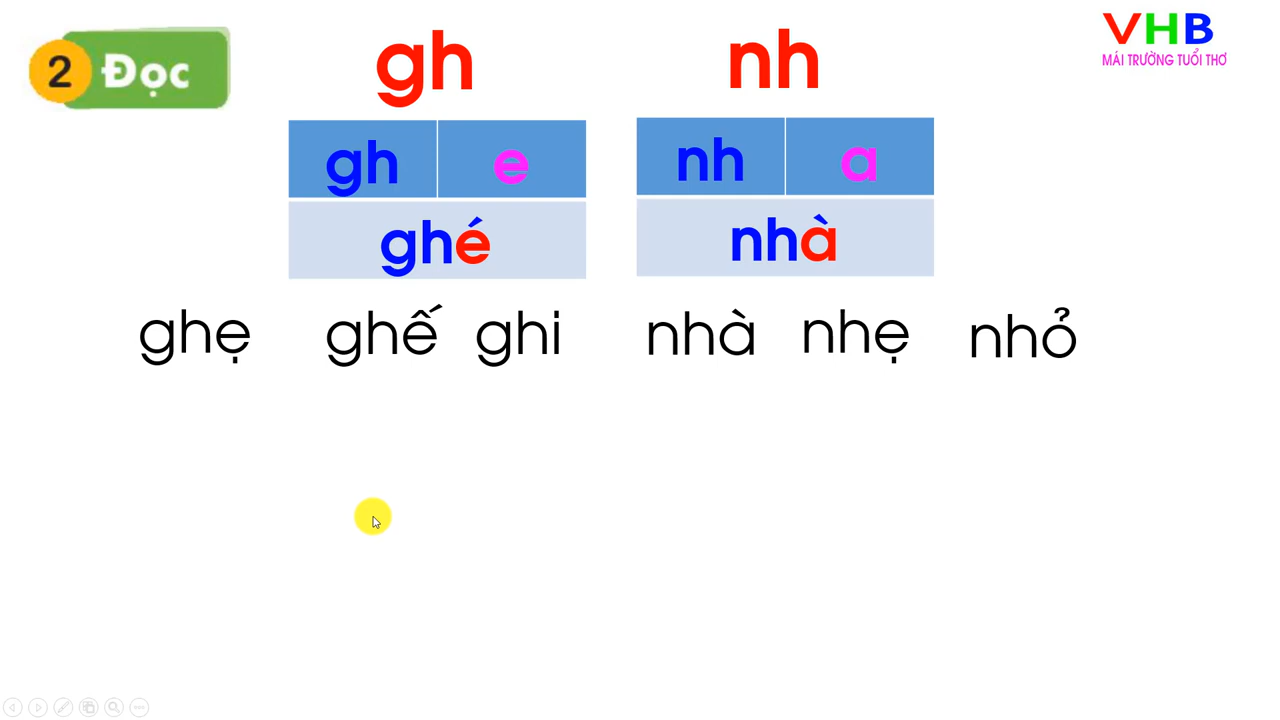 2 Đọc
gh nh
VHB
MÁI TRƯỜNG TUỔI THƠ
gh e nh a
ghé nhà
ghẹ ghế ghi nhà nhẹ nhỏ